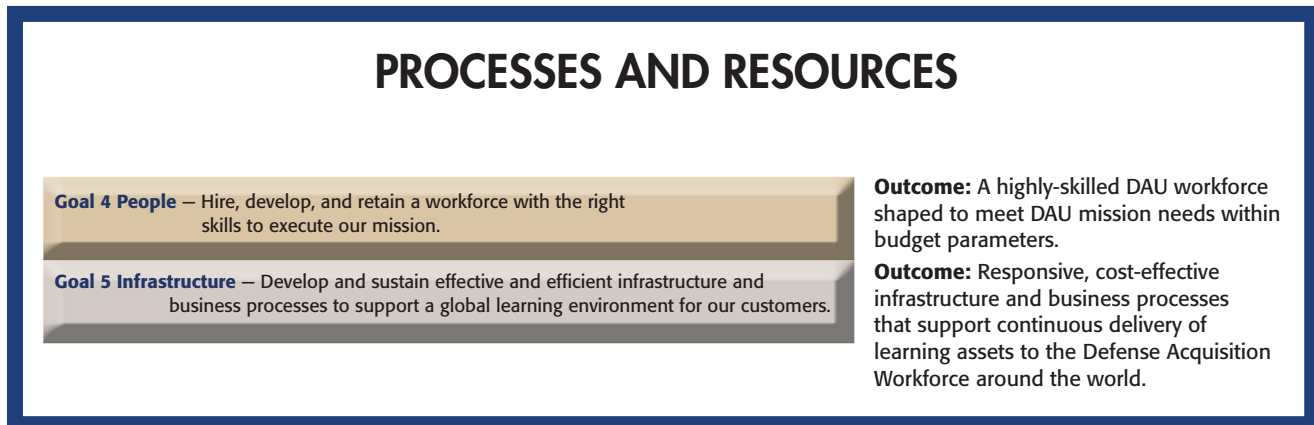 PROCESSES AND RESOURCES
Goal 4 People – Hire, develop, and retain a workforce with the right
skills to execute our mission.
Outcome: A highly-skilled DAU workforce
shaped to meet DAU mission needs within
budget parameters.
Goal 5 Infrastructure – Develop and sustain effective and efficient infrastructure and
business processes to support a global learning environment for our customers.
Outcome: Responsive, cost-effective
infrastructure and business processes
that support continuous delivery of
learning assets to the Defense Acquisition
Workforce around the world.